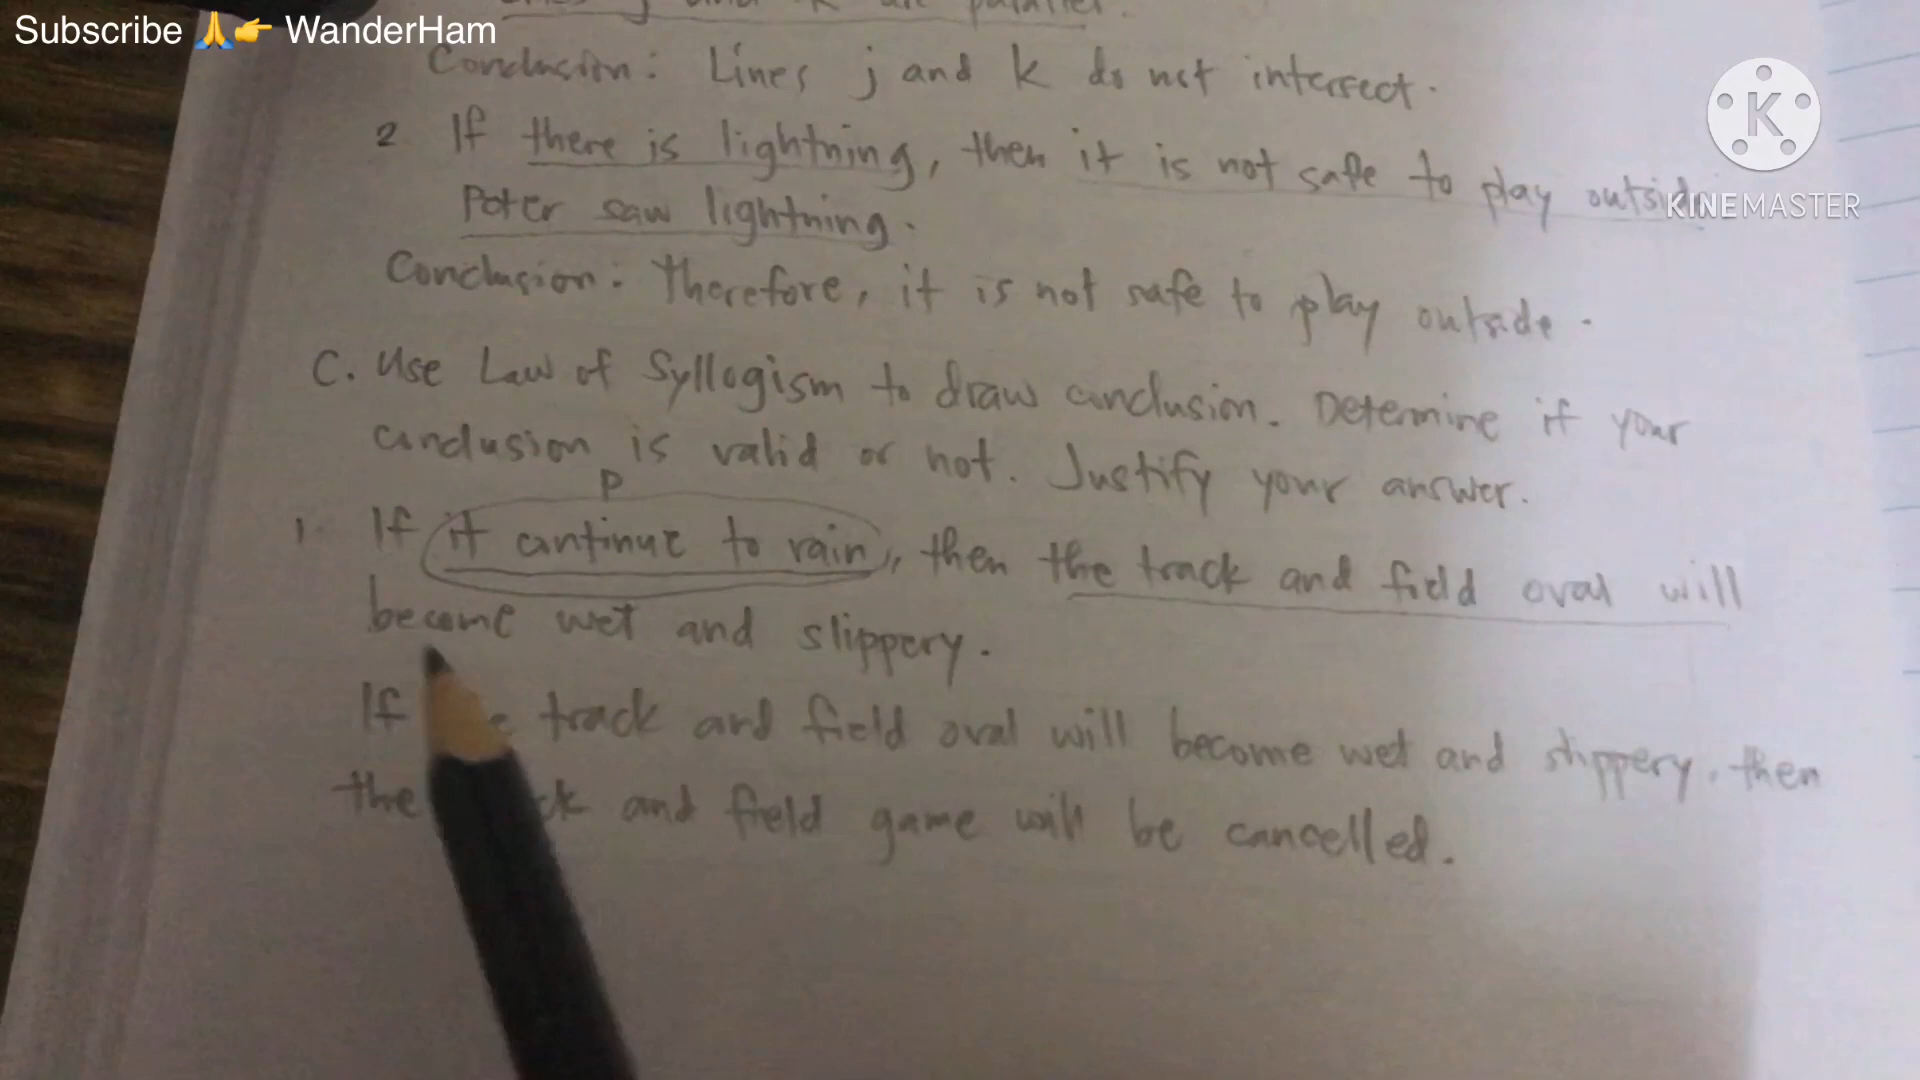 Subscribe 🙏👉 WanderHam
Conclusion: Lines j and k do not intersect.
K
KINEMASTER
2 If there is lightning, then it is not safe to play outside
Peter saw lightning.
Conclusion: Therefore, it is not safe to play outside.
C. Use Law of Syllogism to draw conclusion. Determine if your
conclusion is valid or not. Justify your answer.
P
1. If it continue to rain, then the track and field oval will
become wet and slippery.
If track and field oval will become wet and slippery, then
the and field game will be cancelled.